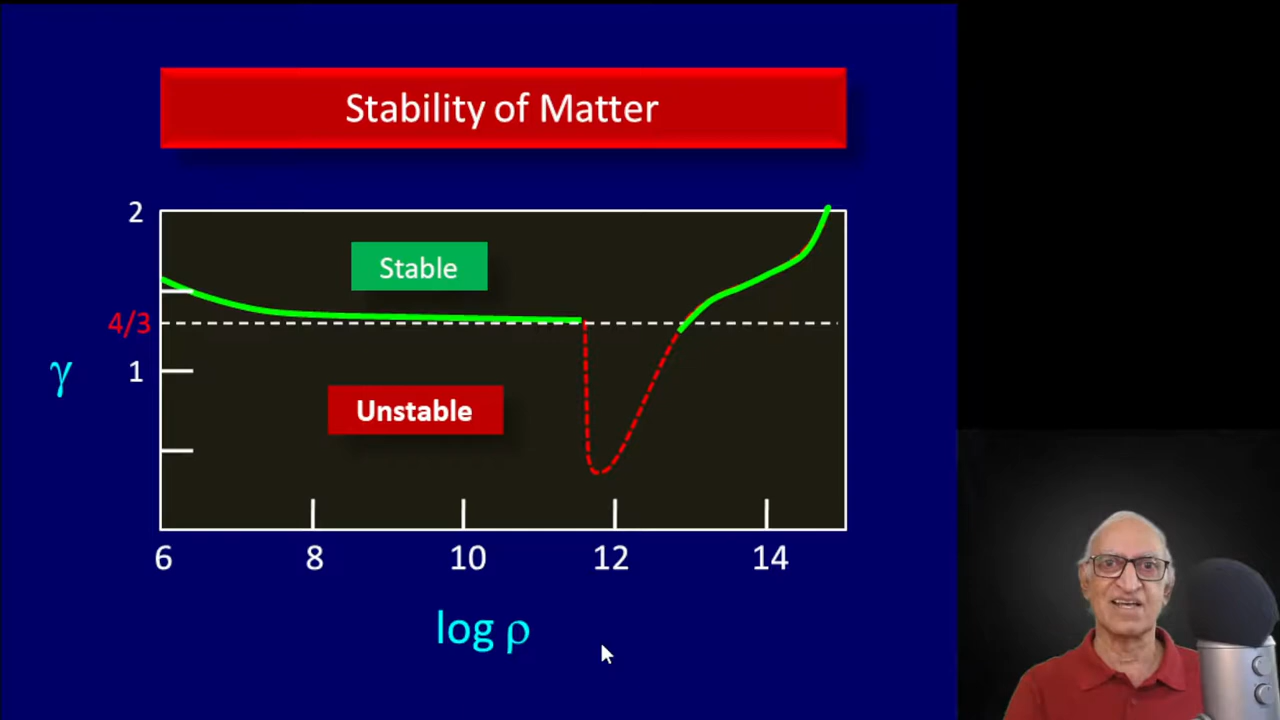 Stability of Matter
2
Stable
4/3
γ
1
Unstable
6 8 10 12 14
log ρ